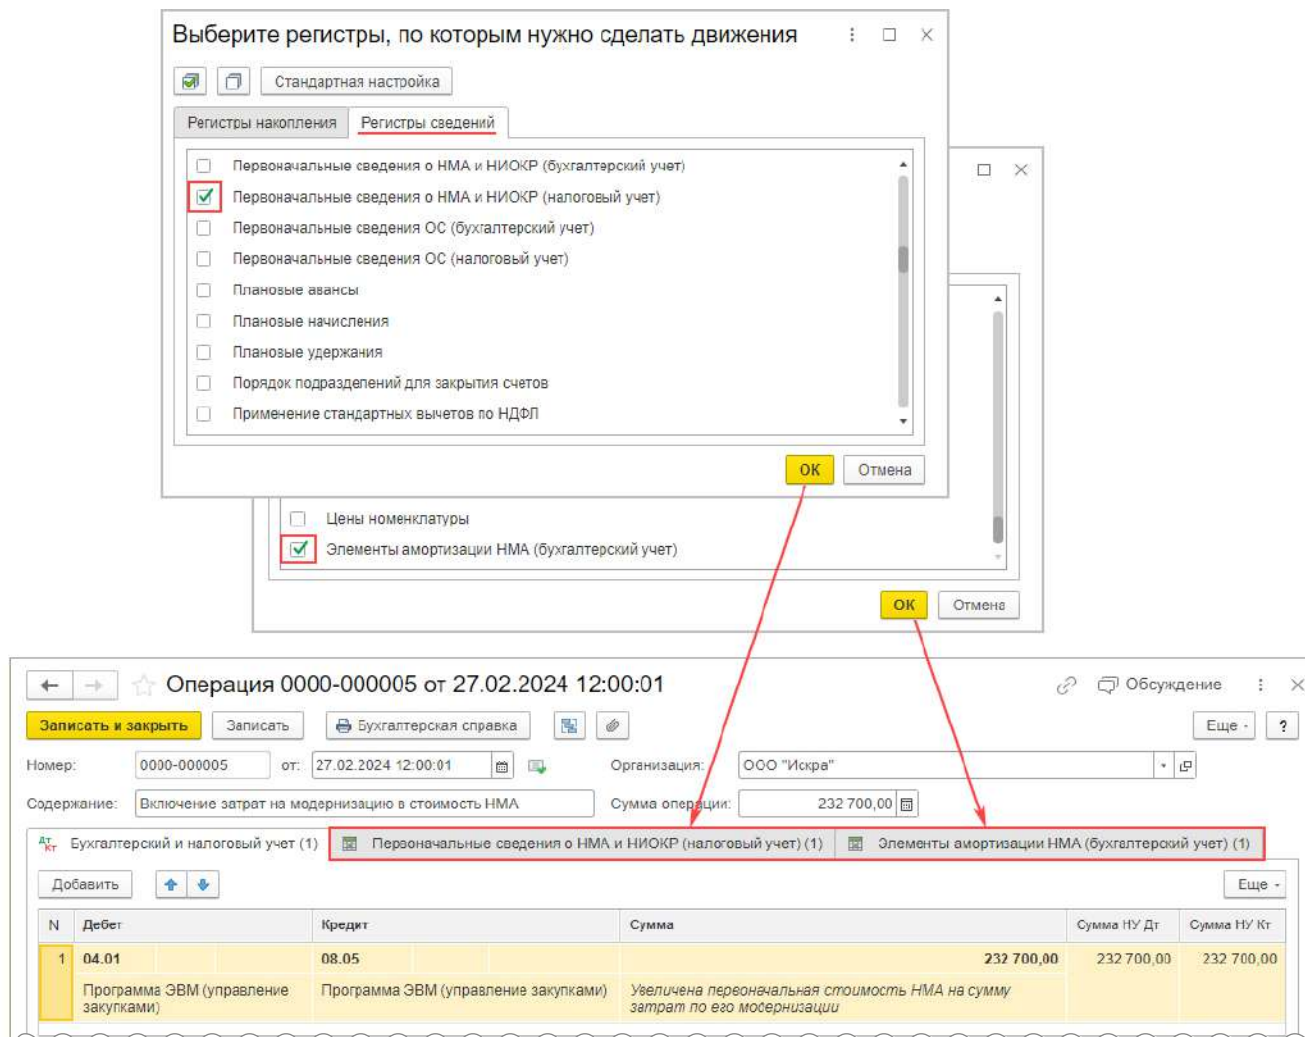 Выберите регистры, по которым нужно сделать движения
Стандартная настройка
Регистры накопления Регистры сведений
Первоначальные сведения о НМА и НИОКР (бухгалтерский учет)
Первоначальные сведения о НМА и НИОКР (налоговый учет)
Первоначальные сведения ОС (бухгалтерский учет)
Первоначальные сведения ОС (налоговый учет)
Плановые авансы
Плановые начисления
Плановые удержания
Порядок подразделений для закрытия счетов
Применение стандартных вычетов по НДФЛ
ОК Отмена
Цены номенклатуры
Элементы амортизации НМА (бухгалтерский учет)
ОК Отмена
Операция 0000-000005 от 27.02.2024 12:00:01 Обсуждение
Записать и закрыть Записать Бухгалтерская справка Еще ?
Номер: 0000-000005 от: 27.02.2024 12:00:01 Организация: ООО "Искра"
Содержание: Включение затрат на модернизацию в стоимость НМА Сумма операции: 232 700,00
Дт Кт Бухгалтерский и налоговый учет (1) Первоначальные сведения о НМА и НИОКР (налоговый учет) (1) Элементы амортизации НМА (бухгалтерский учет) (1)
Добавить Еще
N Дебет Кредит Сумма Сумма НУ Дт Сумма НУ Кт
1 04.01 08.05 232 700,00 232 700,00 232 700,00
Программа ЭВМ (управление Программа ЭВМ (управление закупками) Увеличена первоначальная стоимость НМА на сумму
закупками) затрат по его модернизации